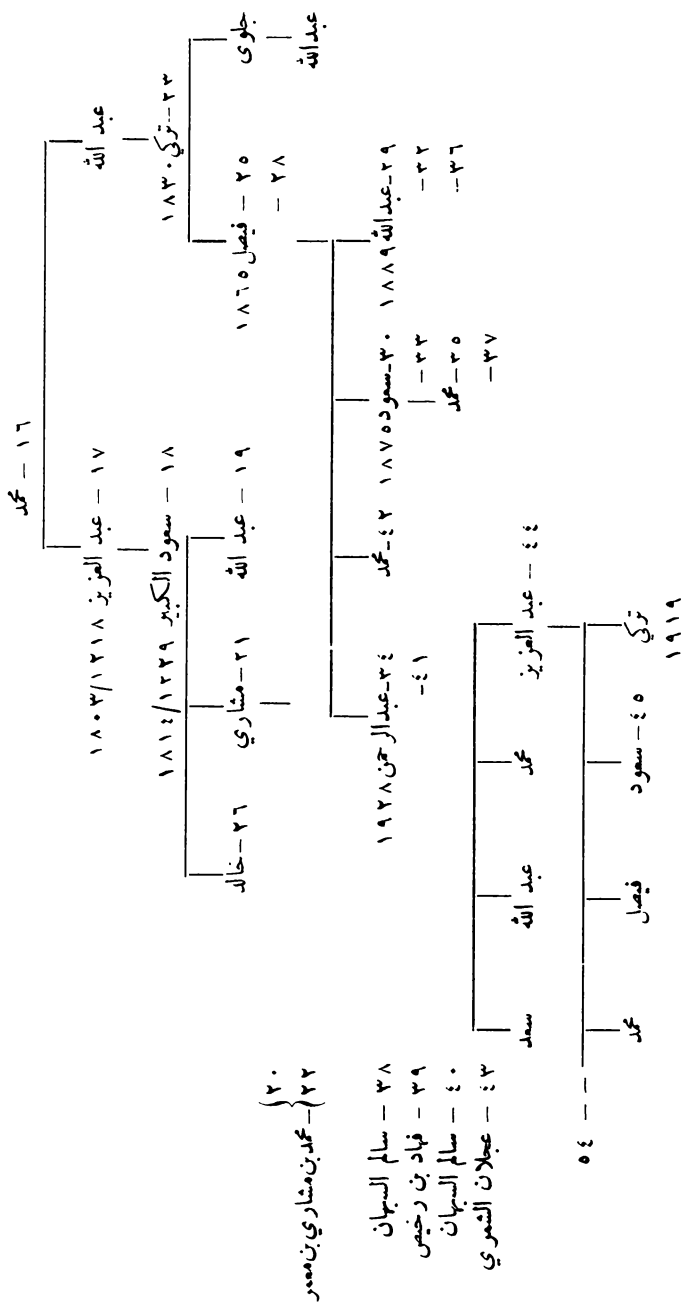 ١٦ – محمد
عبد الله
١٧ – عبد العزيز ١٨٠٣/١٢١٨
٢٣ – تركي ١٨٣٠
١٨ – سعود الكبير ١٨١٤/١٢٢٩
جلوى
٢٥ – فيصل ١٨٦٥
٢٨ –
عبد الله
١٩ – عبد الله
٢١ – مشاري
٢٦ – خالد
٢٩ – عبد الله ١٨٨٩
٣٢ –
٣٦ –
٣٠ – سعود ١٨٧٥
٣٣ –
٣٥ – محمد
٣٧ –
٤٢ – محمد
٣٤ – عبد الرحمن ١٩٢٨
٤١ –
٢٠
٢٢ – محمد بن مشاري بن معمر
٤٤ – عبد العزيز
محمد
عبد الله
سعد
تركي
١٩١٩
٤٥ – سعود
فيصل
محمد
٥٤
٣٨ – سالم السبهان
٣٩ – فهاد بن رخيص
٤٠ – سالم السبهان
٤٣ – عجلان الشمري